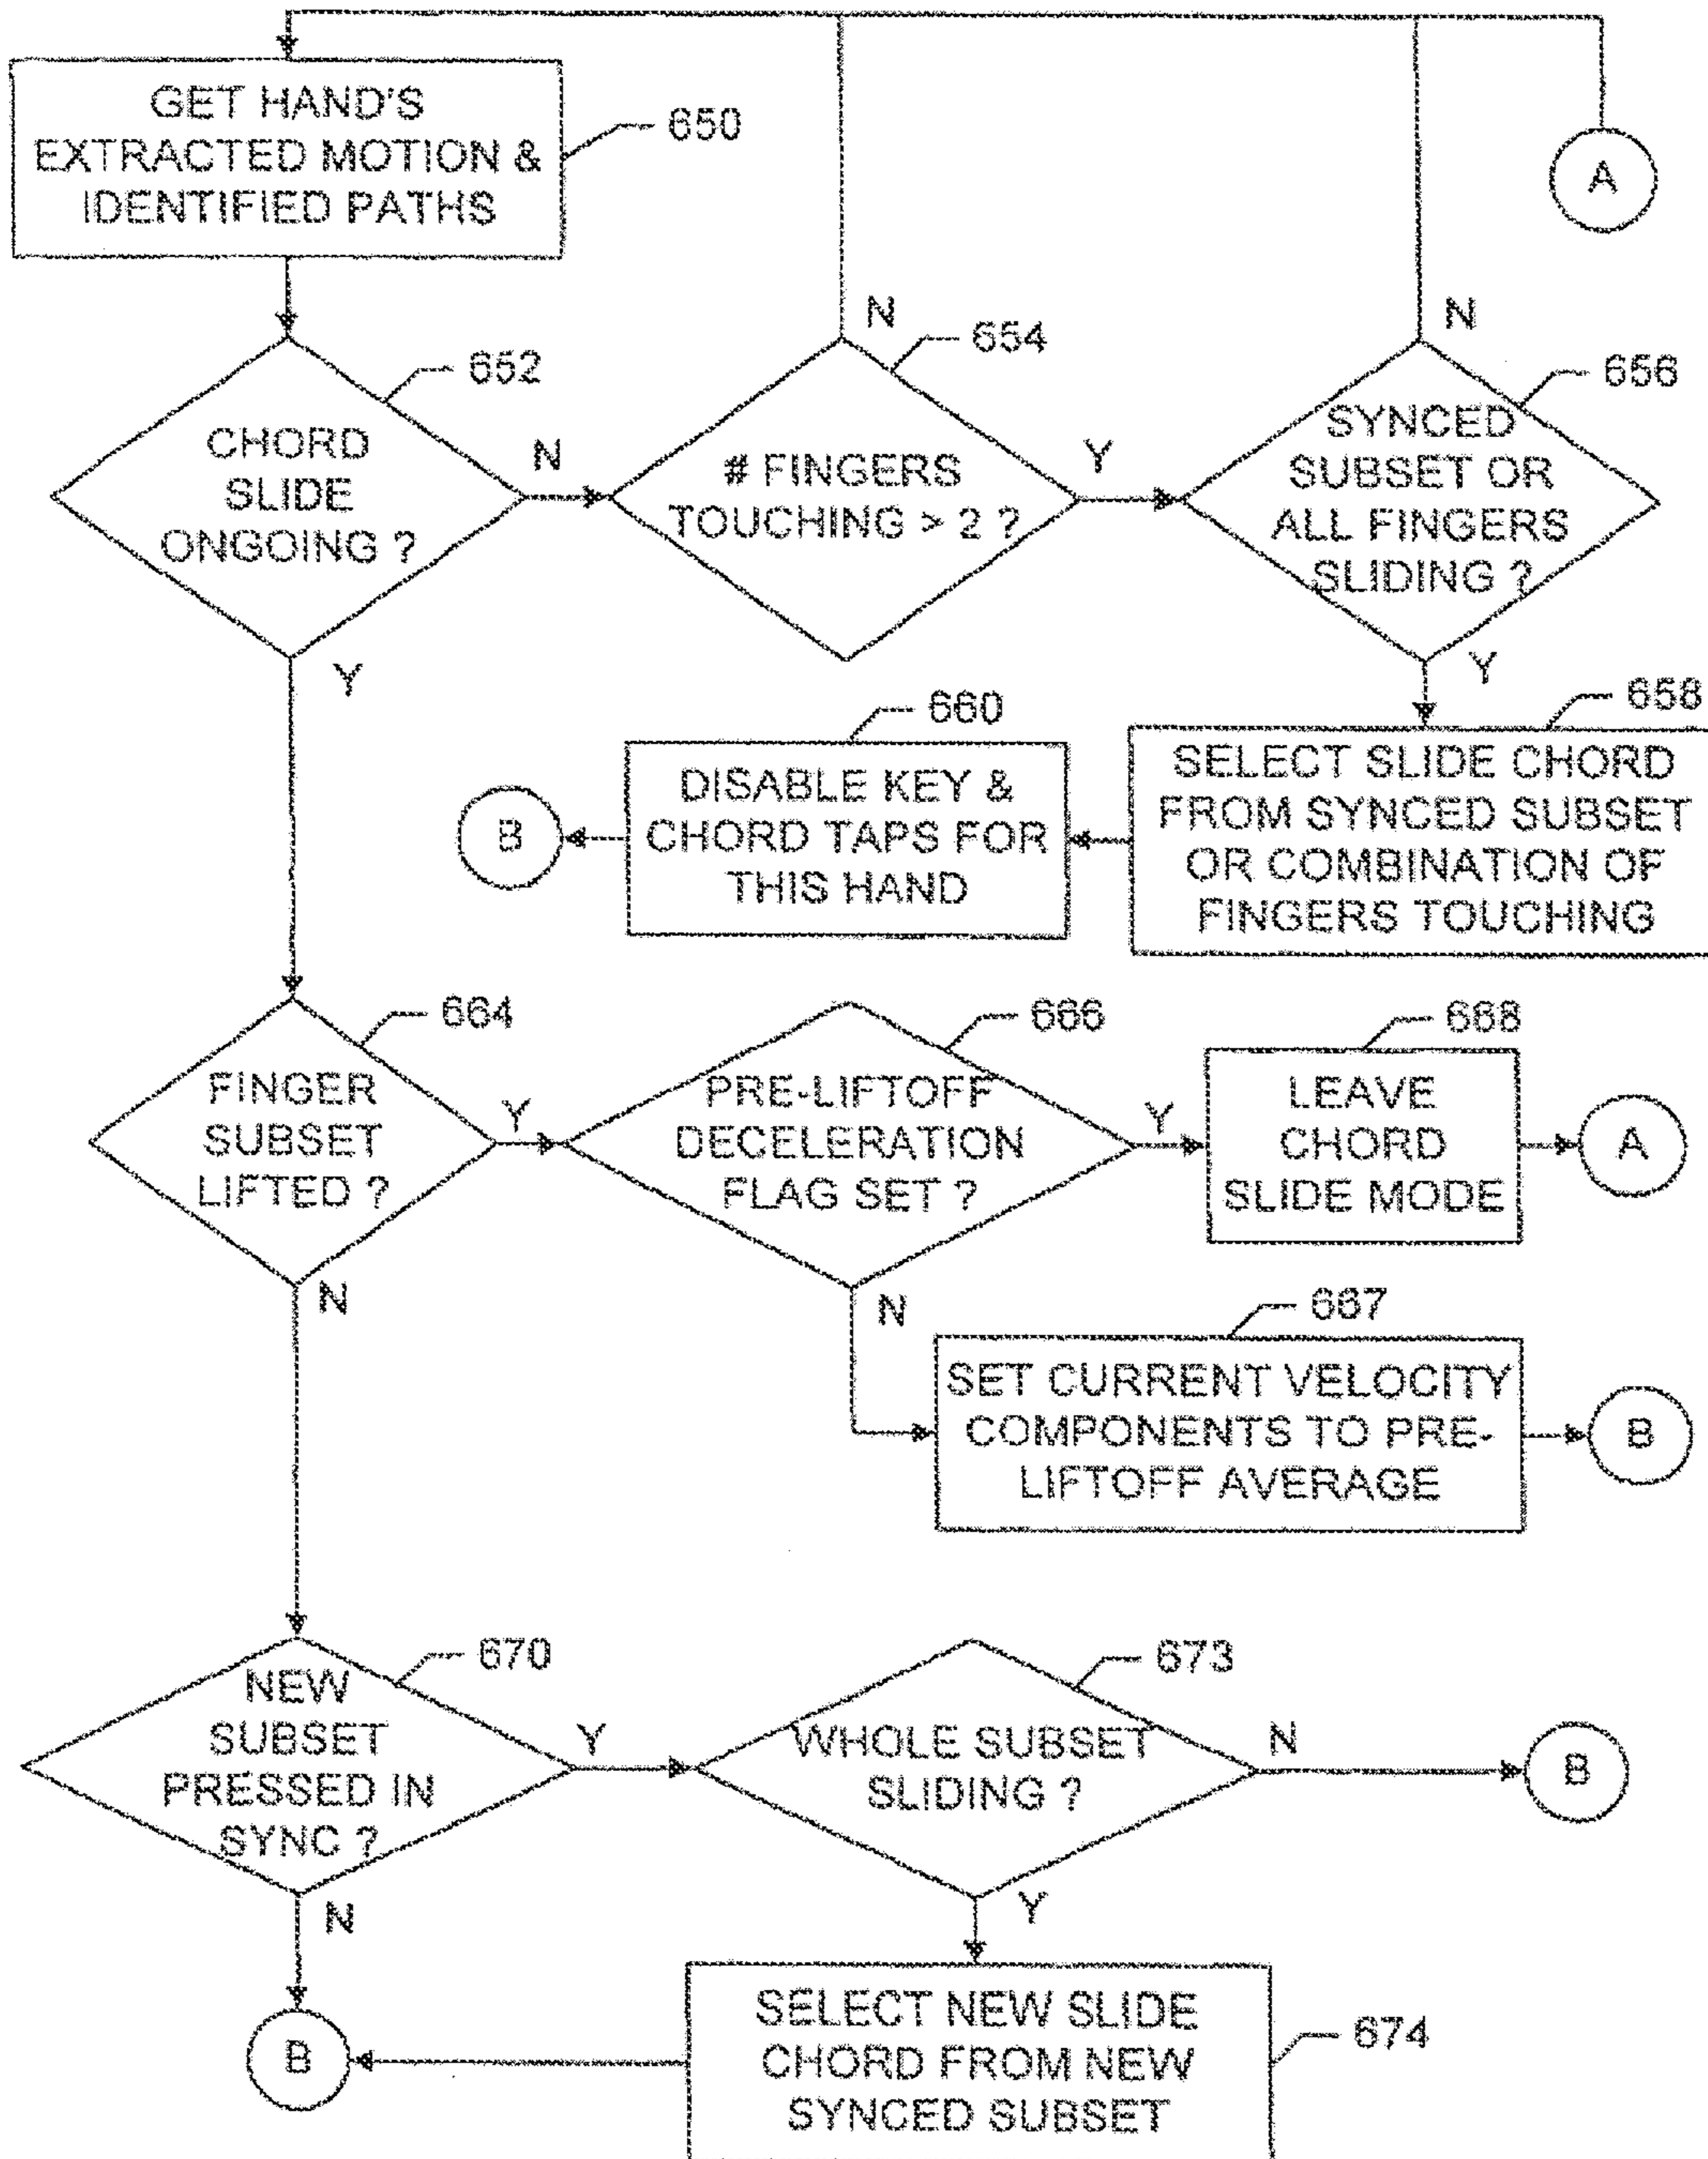 GET HAND'S
EXTRACTED MOTION &
IDENTIFIED PATHS
650
A
CHORD
SLIDE
ONGOING ?
652
N
Y
# FINGERS
TOUCHING > 2 ?
654
N
Y
SYNCED
SUBSET OR
ALL FINGERS
SLIDING ?
656
N
Y
SELECT SLIDE CHORD
FROM SYNCED SUBSET
OR COMBINATION OF
FINGERS TOUCHING
658
DISABLE KEY &
CHORD TAPS FOR
THIS HAND
660
B
FINGER
SUBSET
LIFTED ?
664
Y
N
PRE-LIFTOFF
DECELERATION
FLAG SET ?
666
Y
N
LEAVE
CHORD
SLIDE MODE
668
A
SET CURRENT VELOCITY
COMPONENTS TO PRE-
LIFTOFF AVERAGE
667
B
NEW
SUBSET
PRESSED IN
SYNC ?
670
Y
N
WHOLE SUBSET
SLIDING ?
673
N
B
Y
SELECT NEW SLIDE
CHORD FROM NEW
SYNCED SUBSET
674
B